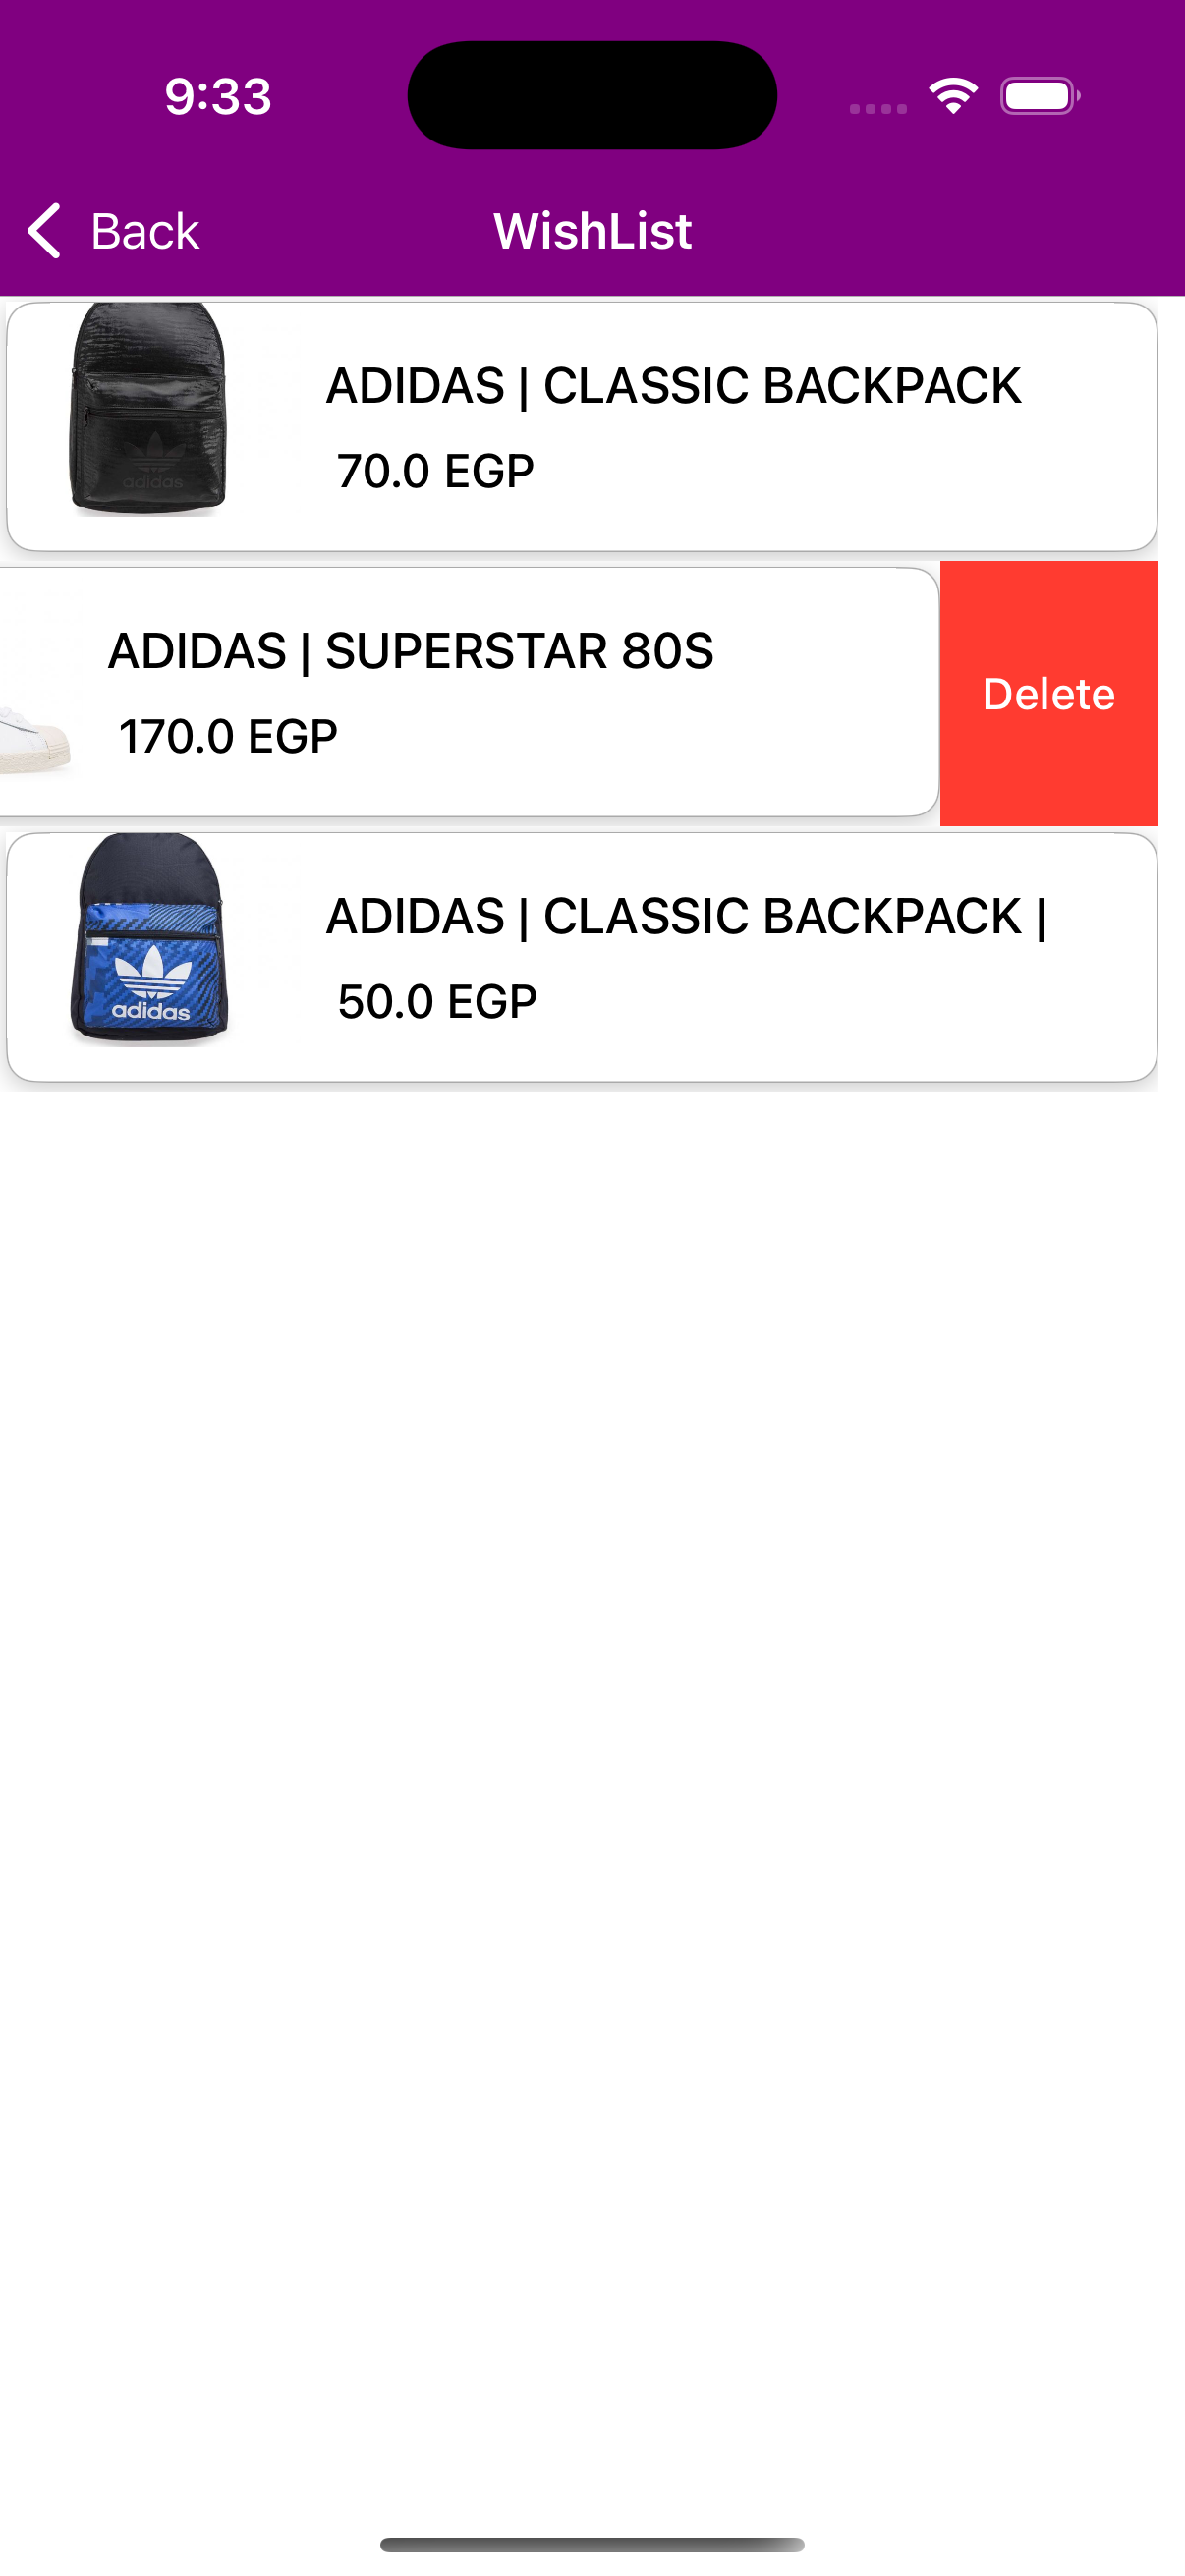 9:33
Back
WishList
ADIDAS | CLASSIC BACKPACK
70.0 EGP
adidas
ADIDAS | SUPERSTAR 80S
170.0 EGP
Delete
ADIDAS | CLASSIC BACKPACK |
50.0 EGP
adidas